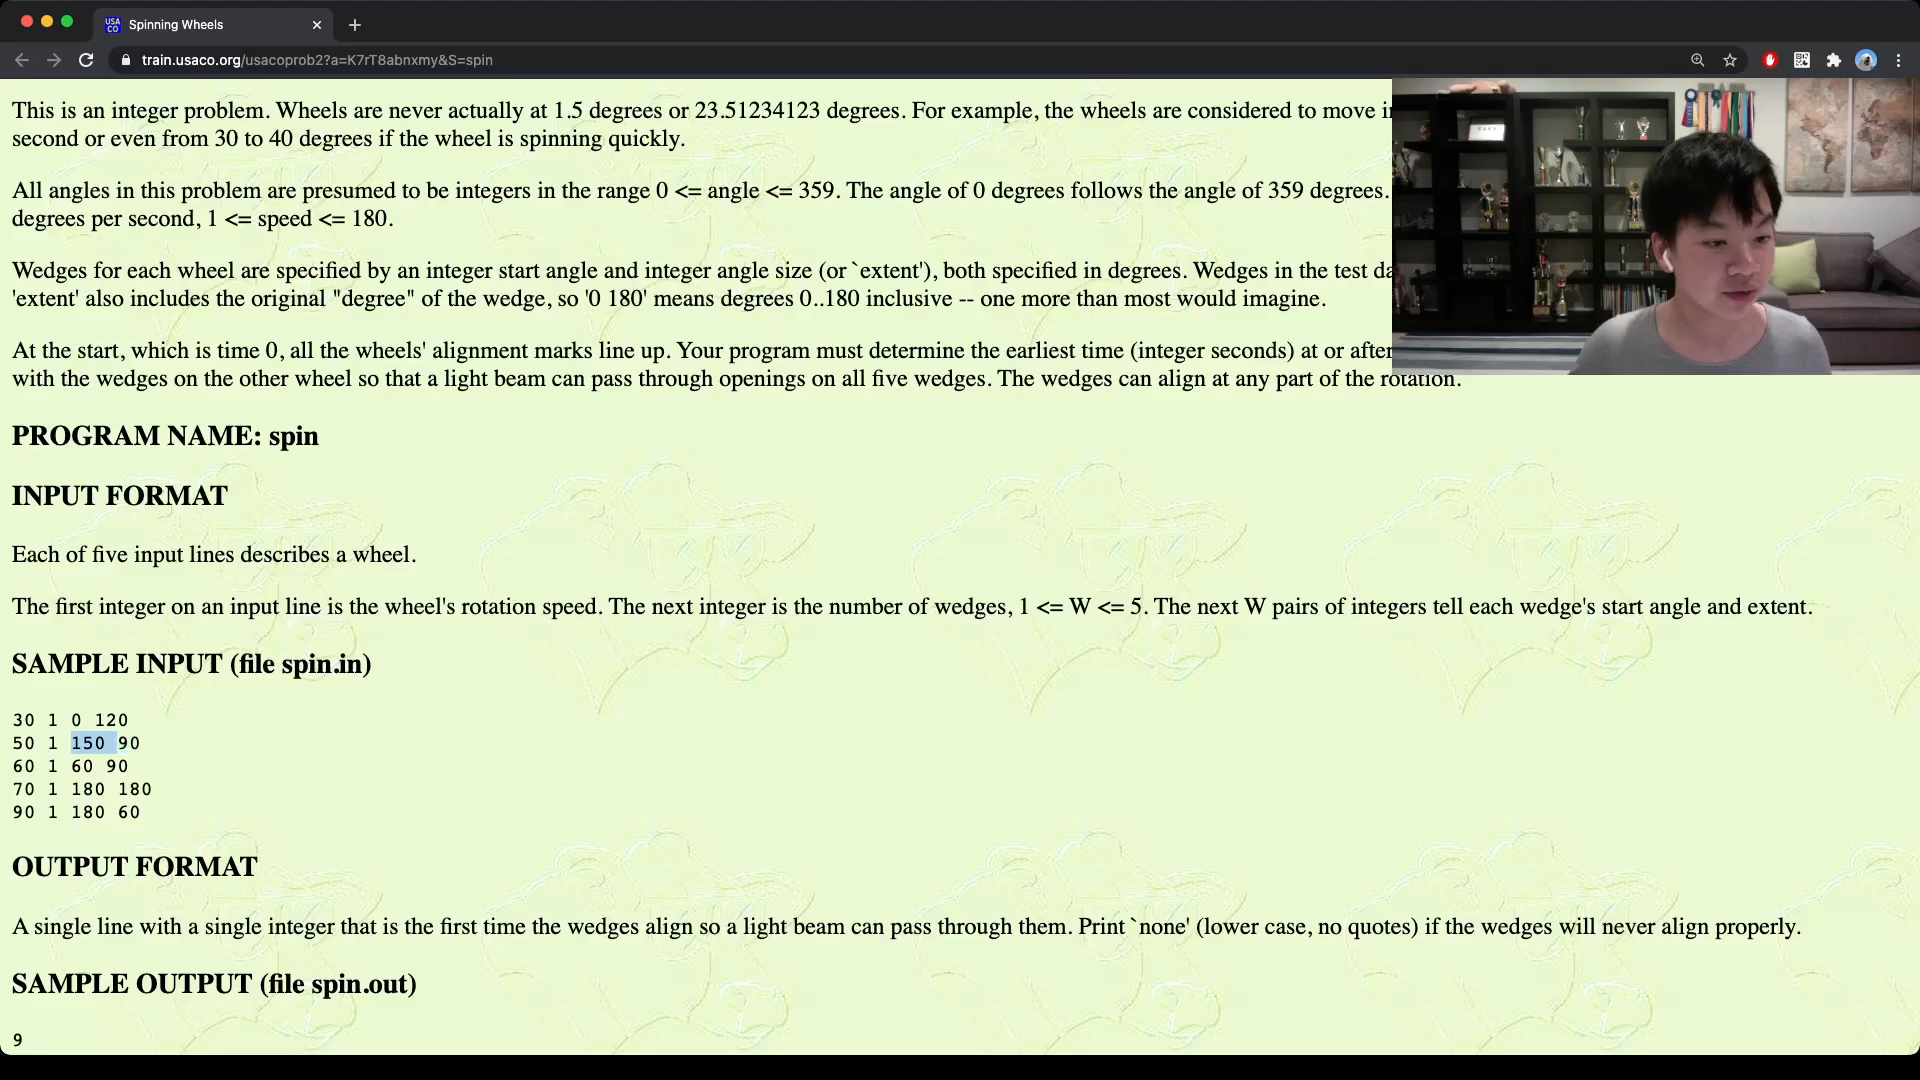 USA CO Spinning Wheels
train.usaco.org/usacoprob2?a=K7rT8abnxmy&S=spin
This is an integer problem. Wheels are never actually at 1.5 degrees or 23.51234123 degrees. For example, the wheels are considered to move
second or even from 30 to 40 degrees if the wheel is spinning quickly.
All angles in this problem are presumed to be integers in the range 0 <= angle <= 359. The angle of 0 degrees follows the angle of 359 degrees.
degrees per second, 1 <= speed <= 180.
Wedges for each wheel are specified by an integer start angle and integer angle size (or `extent'), both specified in degrees. Wedges in the test
'extent' also includes the original "degree" of the wedge, so '0 180' means degrees 0..180 inclusive -- one more than most would imagine.
At the start, which is time 0, all the wheels' alignment marks line up. Your program must determine the earliest time (integer seconds) at or after
with the wedges on the other wheel so that a light beam can pass through openings on all five wedges. The wedges can align at any part of the rotation.
PROGRAM NAME: spin
INPUT FORMAT
Each of five input lines describes a wheel.
The first integer on an input line is the wheel's rotation speed. The next integer is the number of wedges, 1 <= W <= 5. The next W pairs of integers tell each wedge's start angle and extent.
SAMPLE INPUT (file spin.in)
30 1 0 120
50 1 150 90
60 1 60 90
70 1 180 180
90 1 180 60
OUTPUT FORMAT
A single line with a single integer that is the first time the wedges align so a light beam can pass through them. Print `none' (lower case, no quotes) if the wedges will never align properly.
SAMPLE OUTPUT (file spin.out)
9